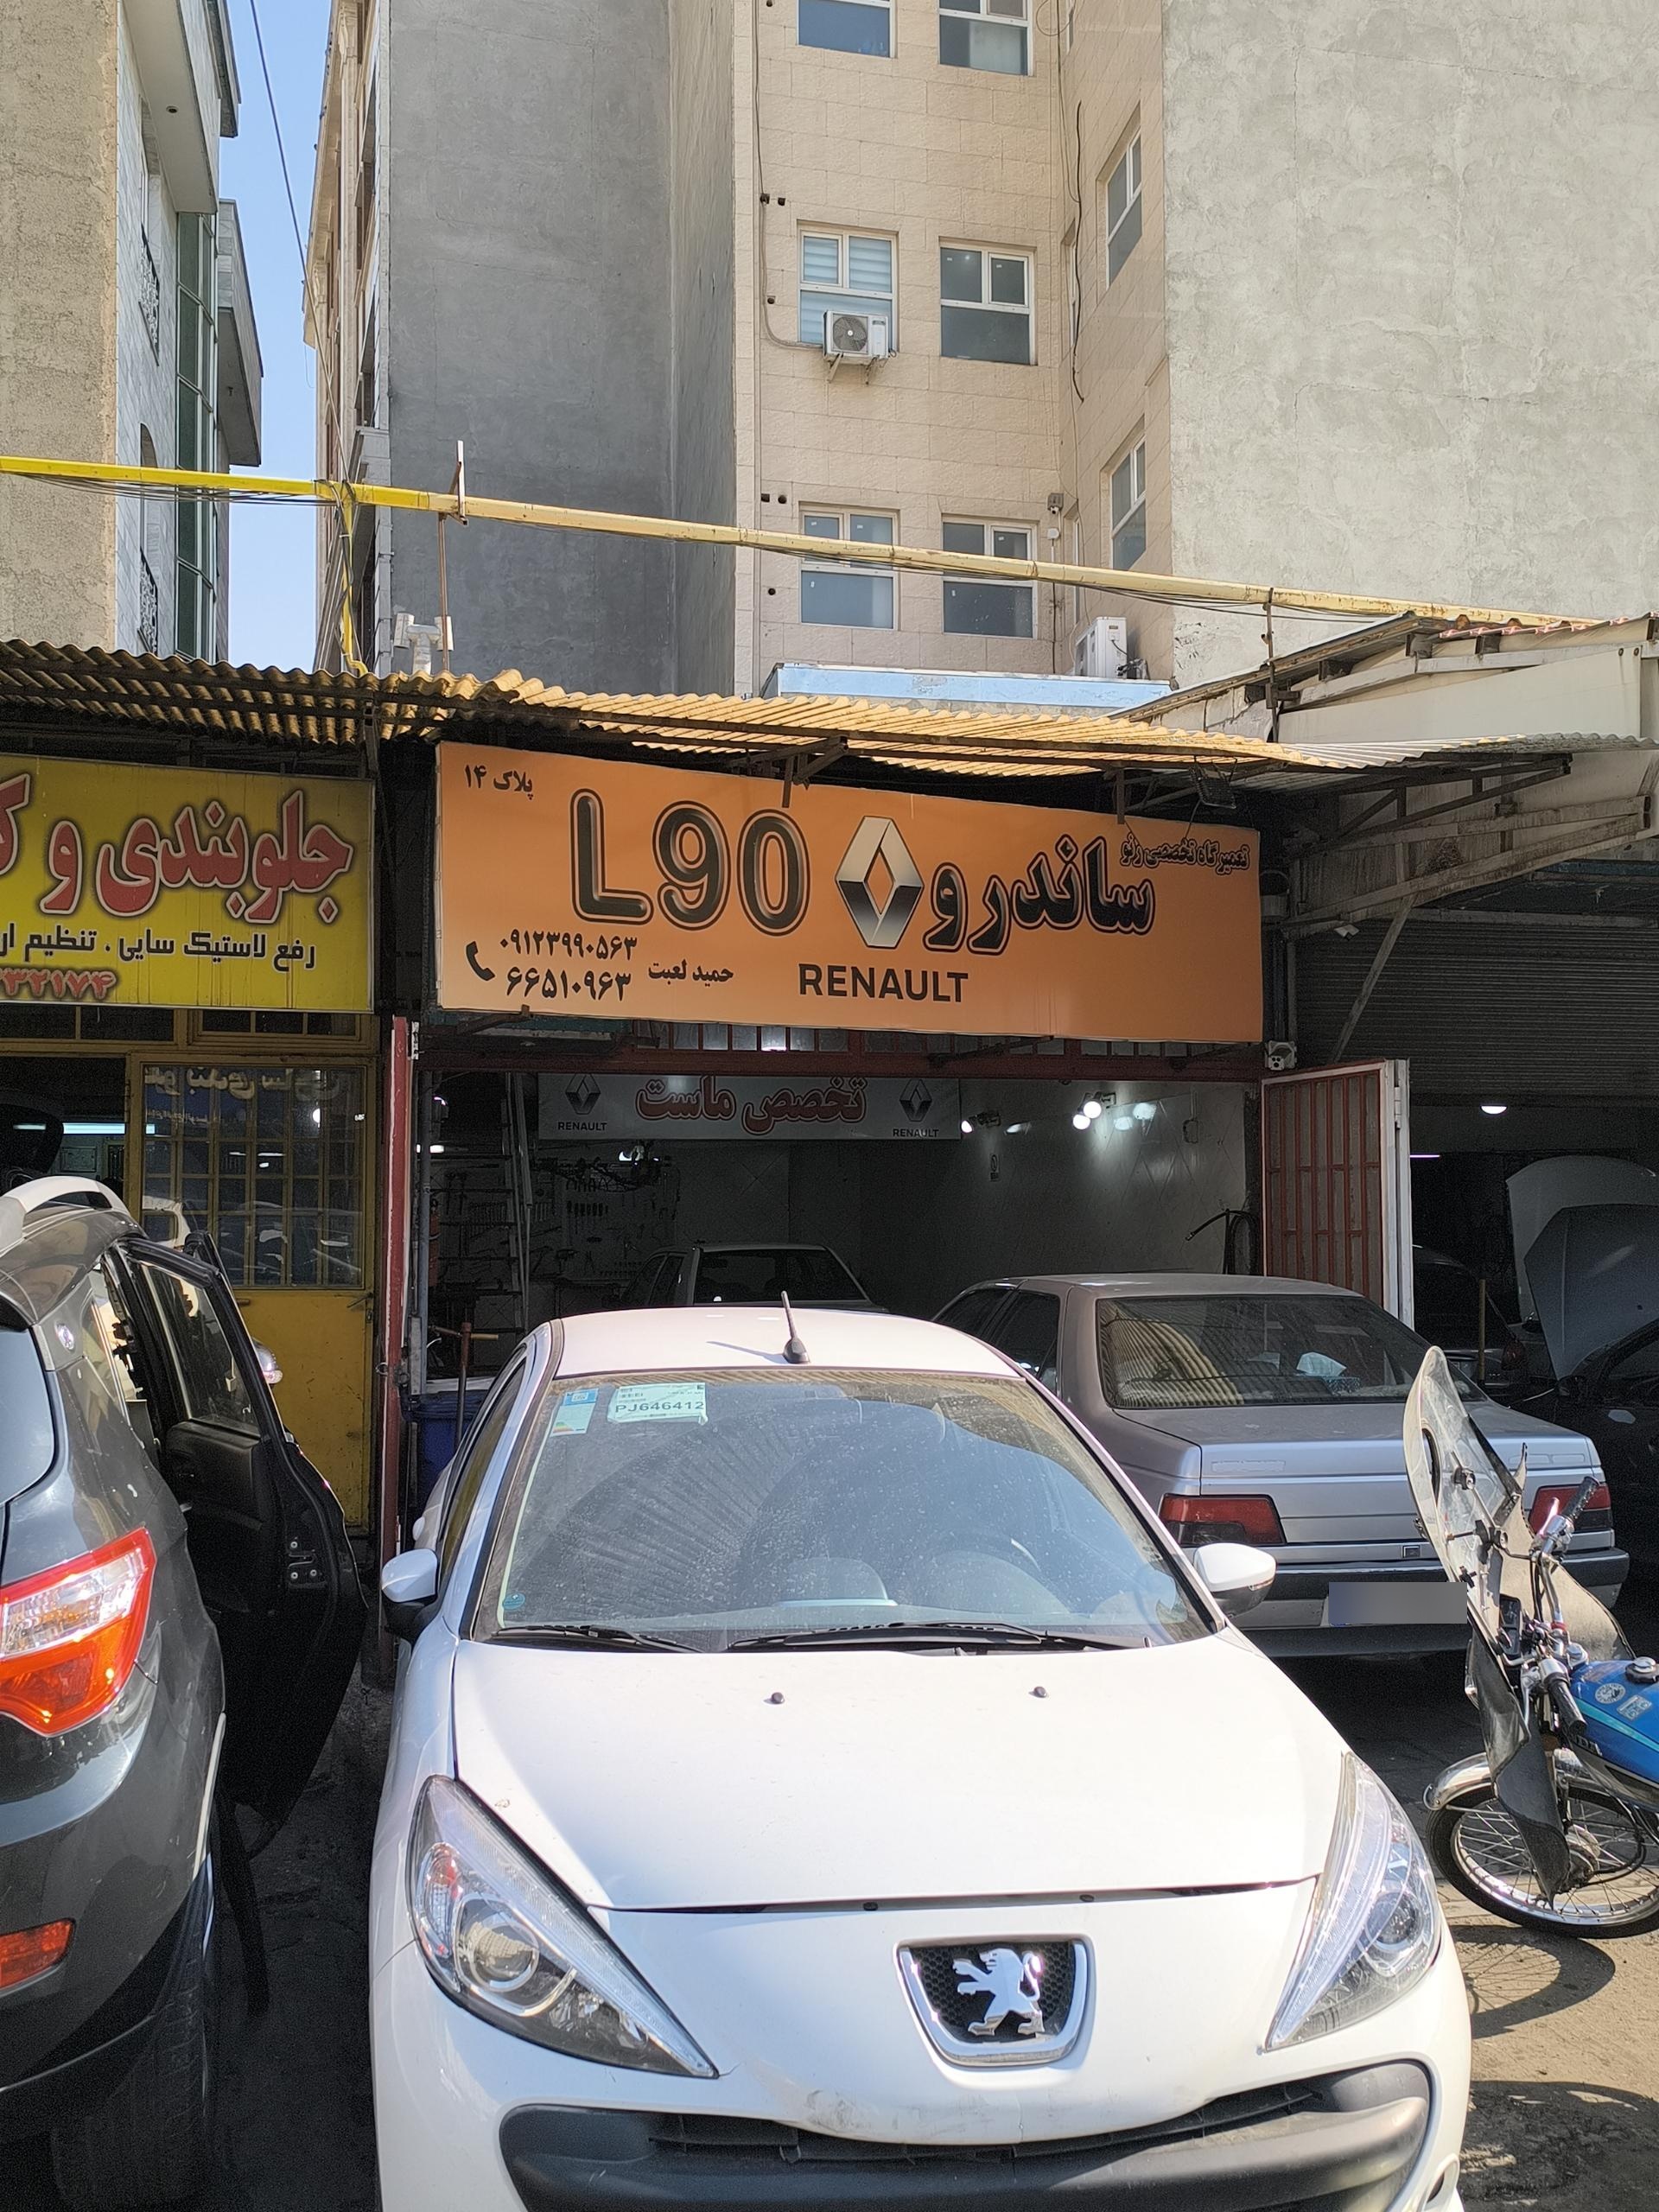 جلوبندی و
رفع لاستیک سایی . تنظیم
۳۲۱۷۴
پلاک ۱۴
تعمیرگاه تخصصی رنو
ساندرو L90
RENAULT
حمید لعبت
۰۹۱۲۳۹۹۰۵۶۳
۶۶۵۱۰۹۶۳
تخصص ماست
RENAULT
RENAULT
PJ646412